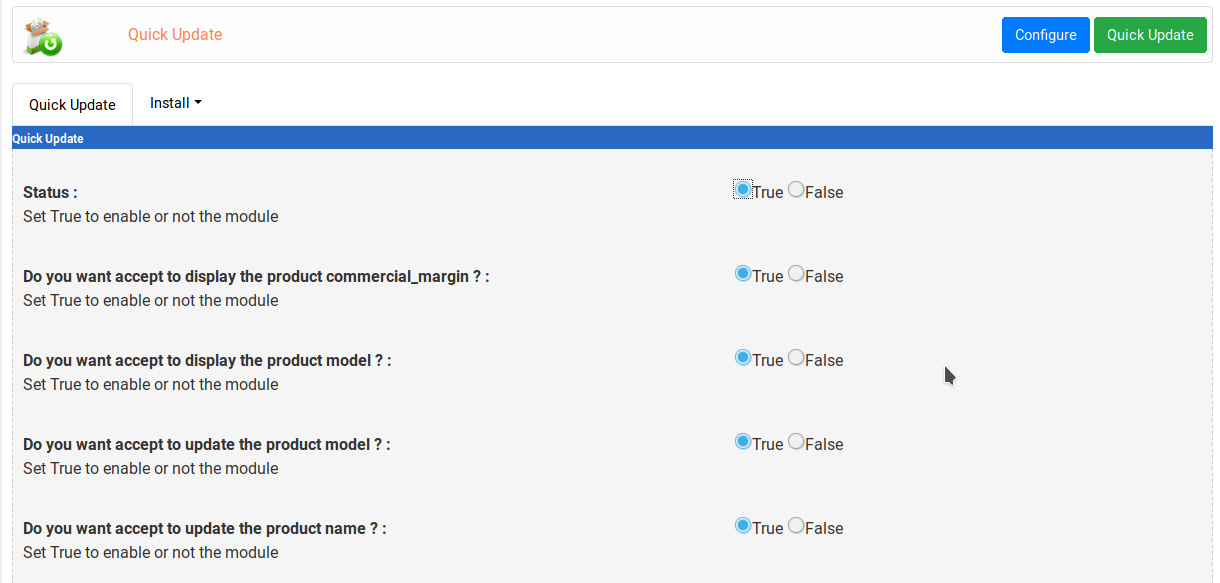 Quick Update
Configure
Quick Update
Quick Update
Install
Quick Update
Status :
True False
Set True to enable or not the module
Do you want accept to display the product commercial_margin ? :
True False
Set True to enable or not the module
Do you want accept to display the product model ? :
True False
Set True to enable or not the module
Do you want accept to update the product model ? :
True False
Set True to enable or not the module
Do you want accept to update the product name ? :
True False
Set True to enable or not the module